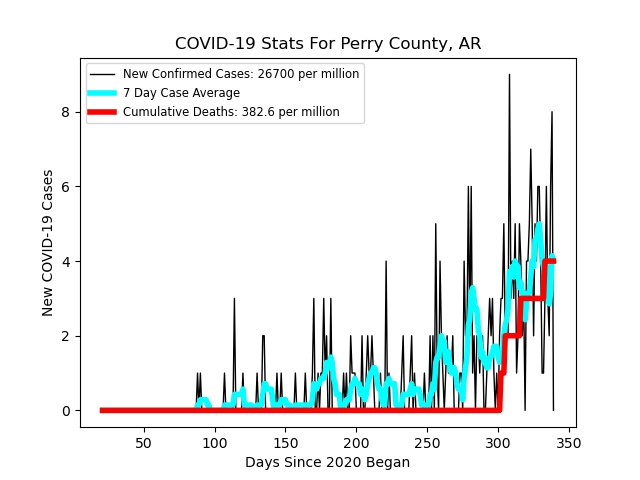 COVID-19 Stats For Perry County, AR
New Confirmed Cases: 26700 per million
7 Day Case Average
Cumulative Deaths: 382.6 per million
New COVID-19 Cases
8
6
4
2
0
50 100 150 200 250 300 350
Days Since 2020 Began